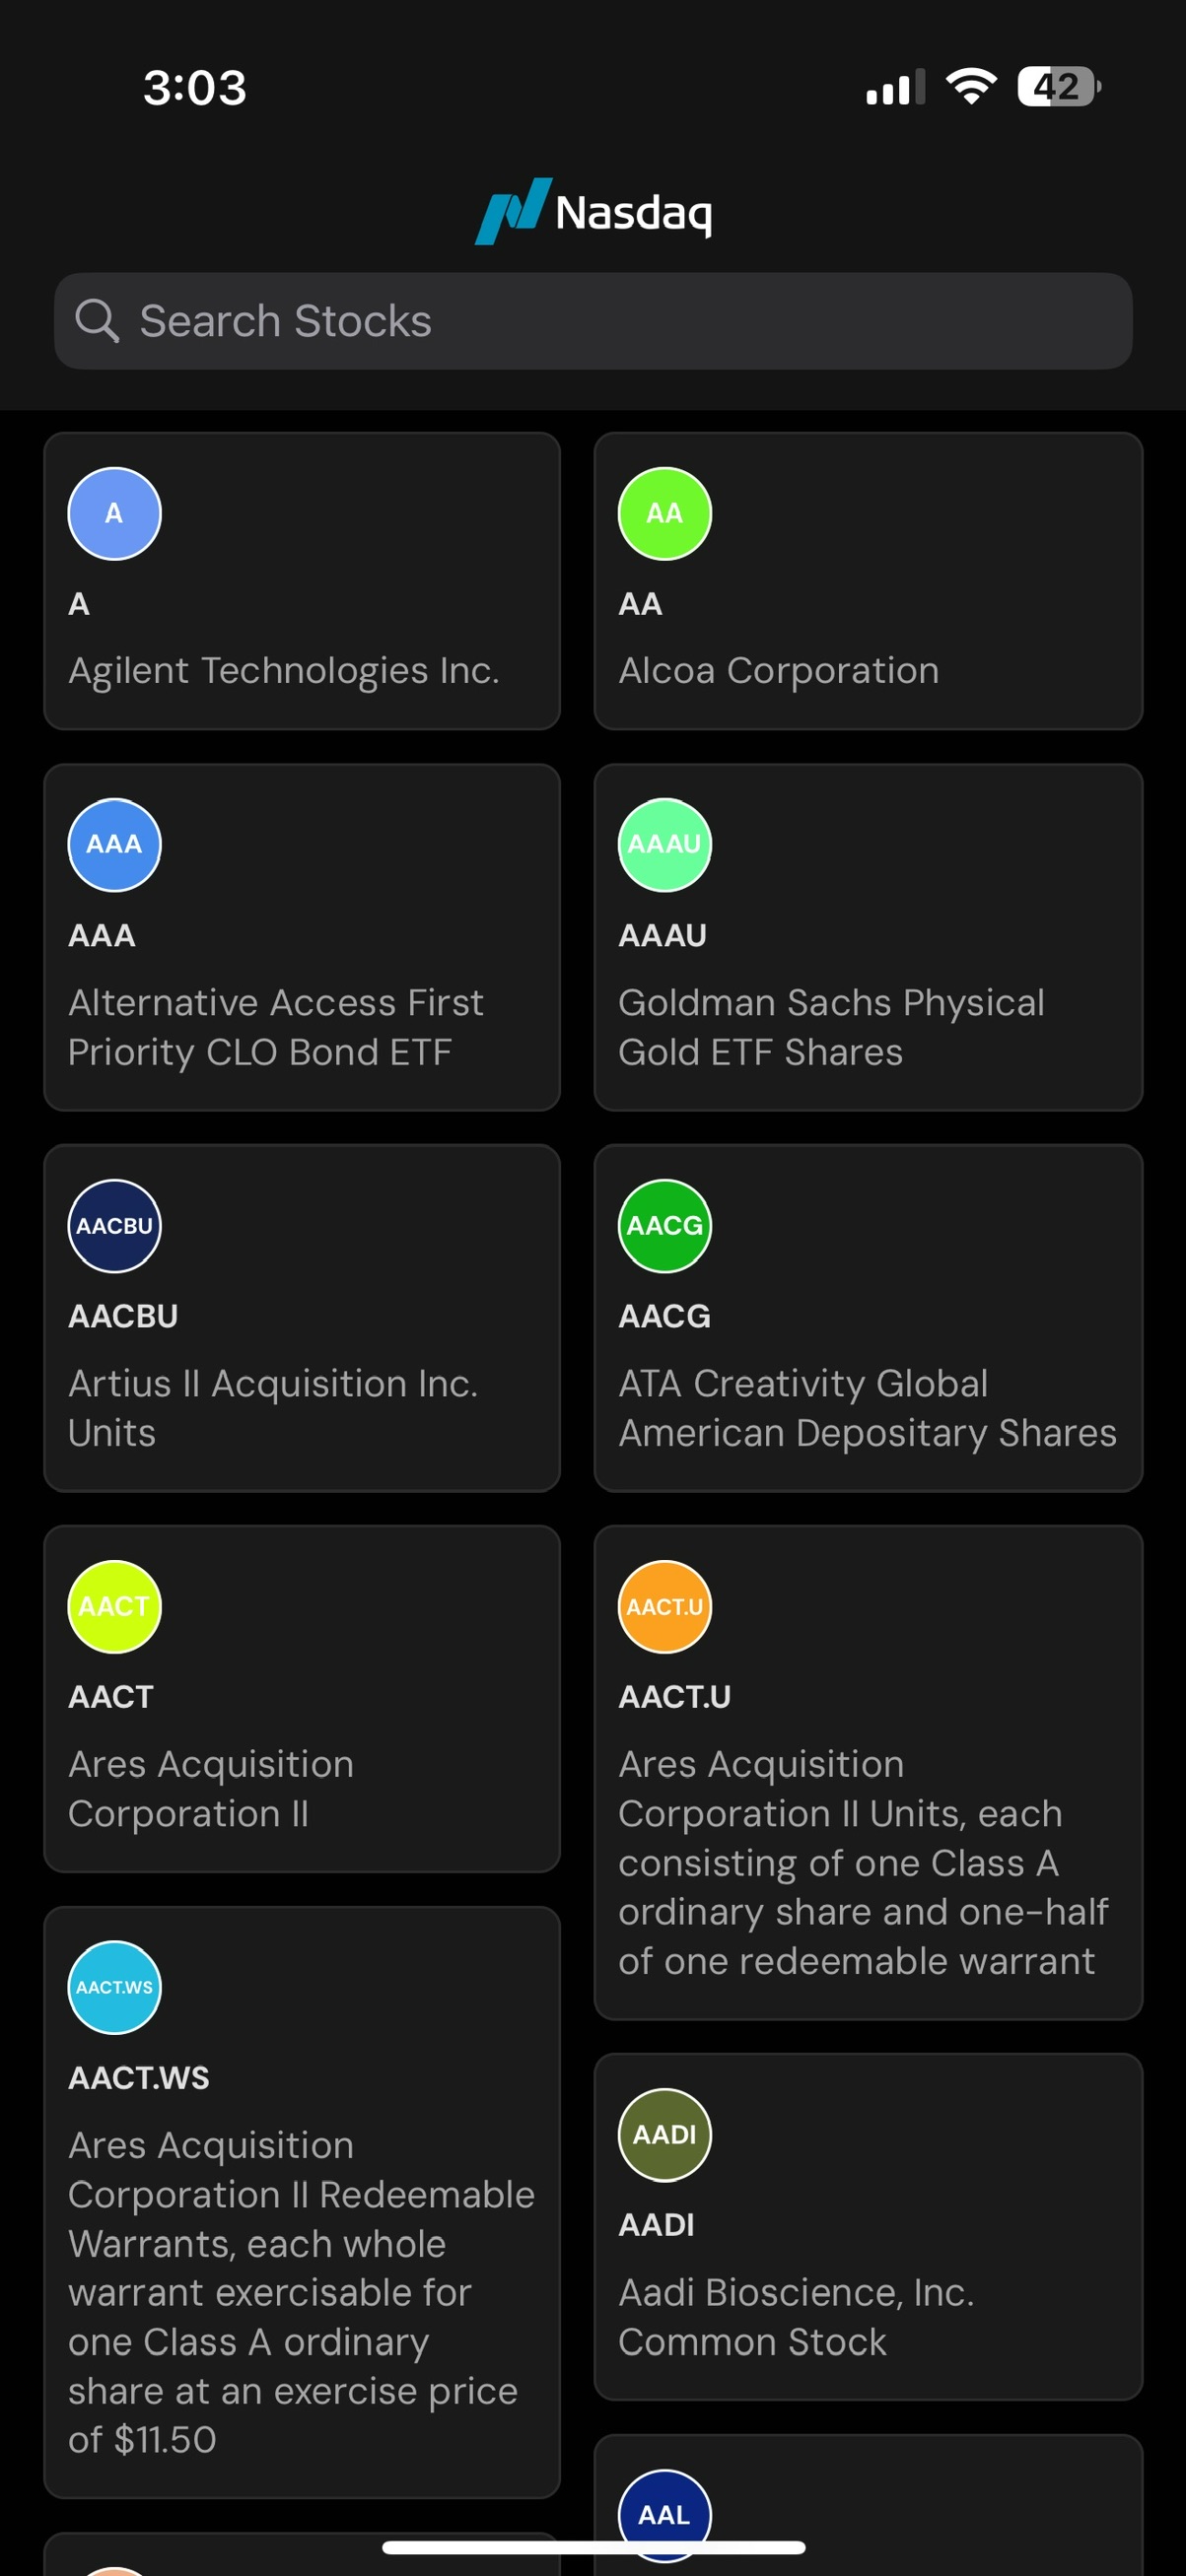 3:03
42
Nasdaq
Search Stocks
A
A
Agilent Technologies Inc.
AA
AA
Alcoa Corporation
AAA
AAA
Alternative Access First
Priority CLO Bond ETF
AAAU
AAAU
Goldman Sachs Physical
Gold ETF Shares
AACBU
AACBU
Artius II Acquisition Inc.
Units
AACG
AACG
ATA Creativity Global
American Depositary Shares
AACT
AACT
Ares Acquisition
Corporation II
AACT.U
AACT.U
Ares Acquisition
Corporation II Units, each
consisting of one Class A
ordinary share and one-half
of one redeemable warrant
AACT.WS
AACT.WS
Ares Acquisition
Corporation II Redeemable
Warrants, each whole
warrant exercisable for
one Class A ordinary
share at an exercise price
of $11.50
AADI
AADI
Aadi Bioscience, Inc.
Common Stock
AAL